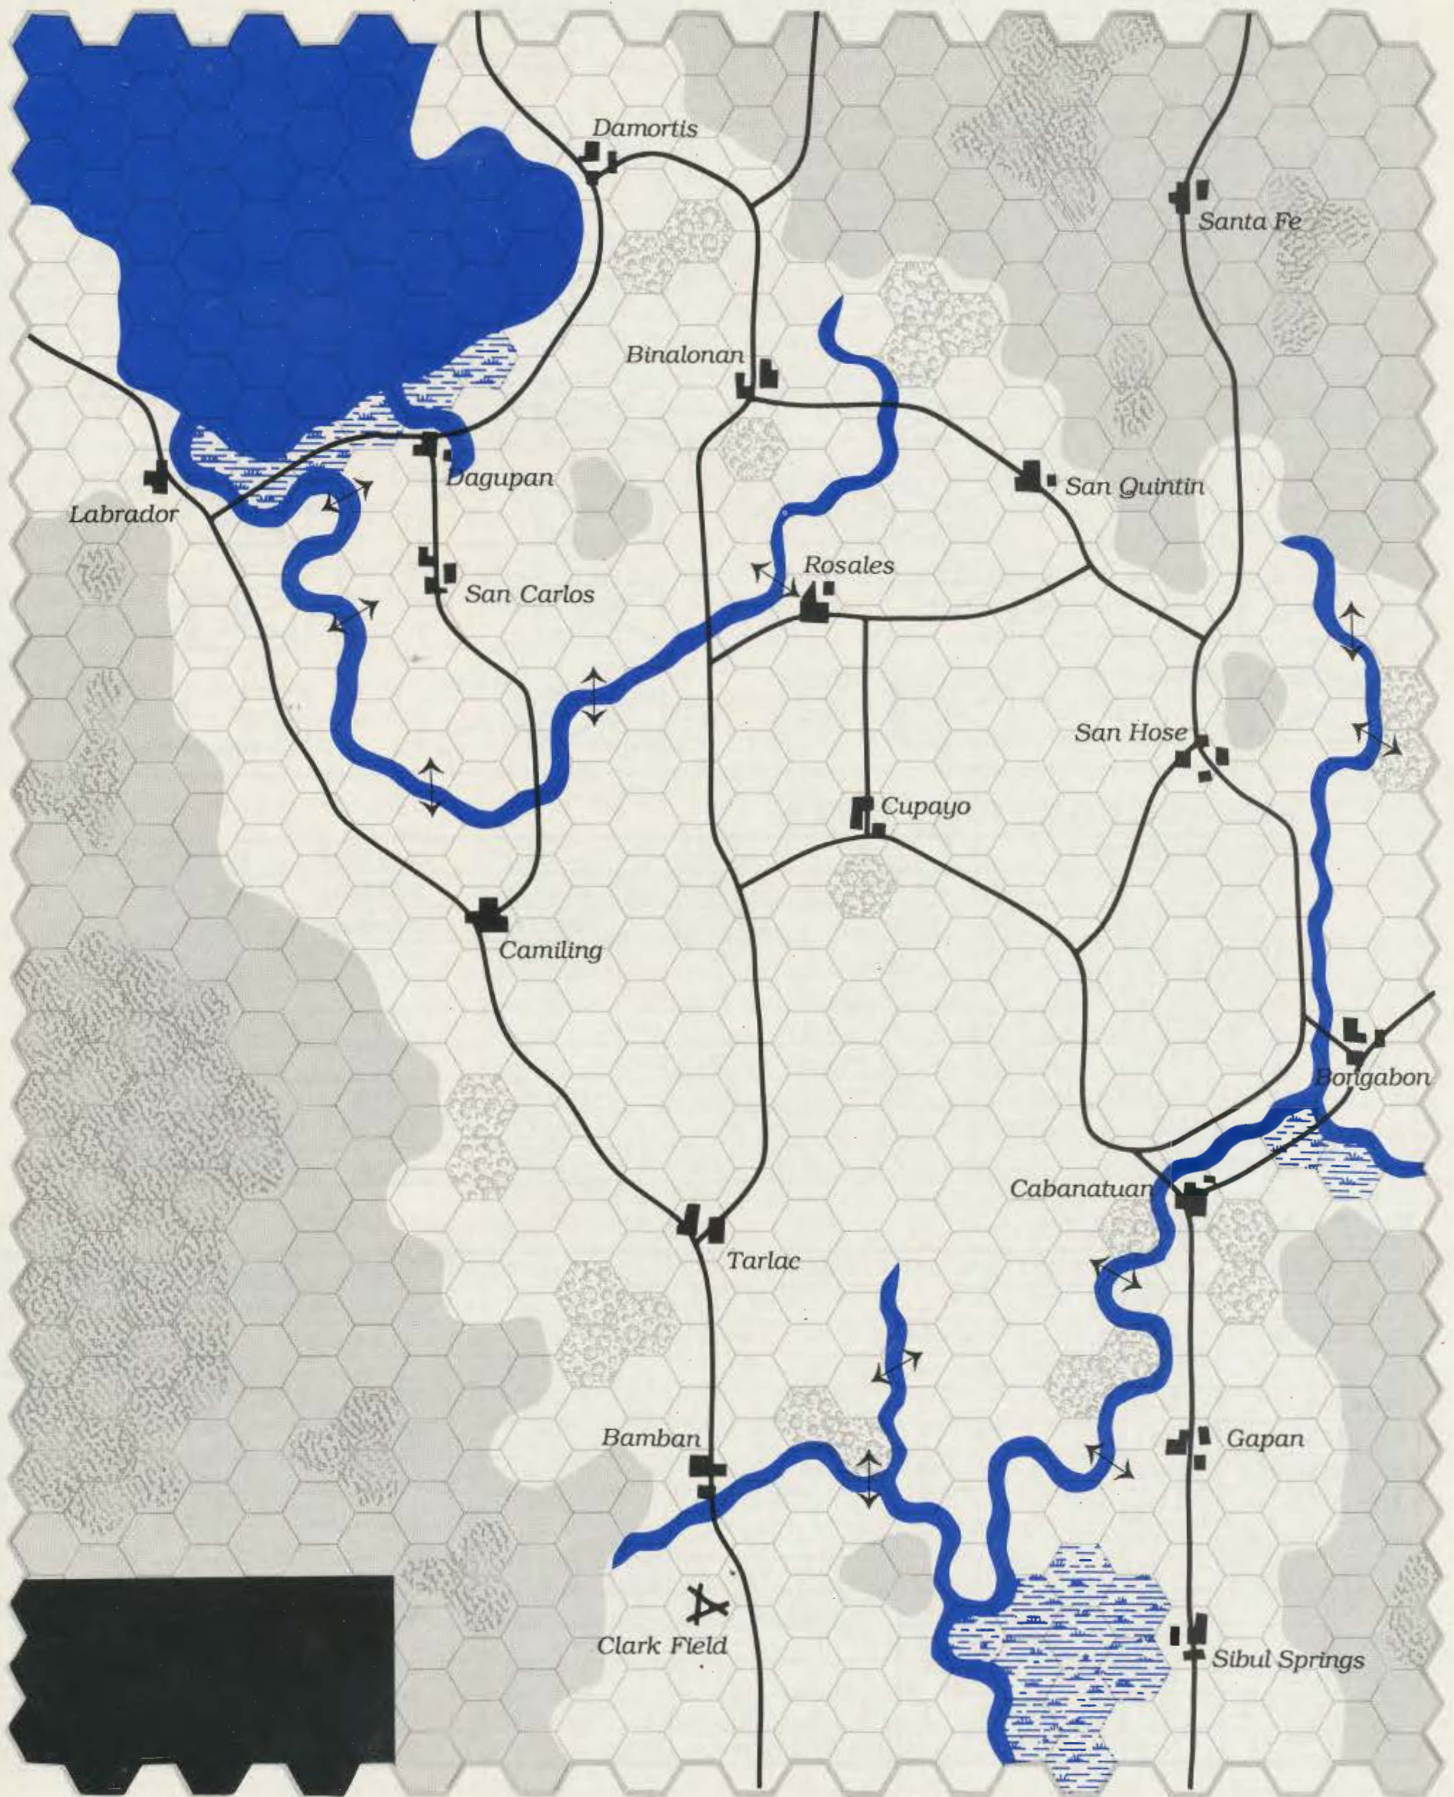 Damortis
Santa Fe
Binalonan
Dagupan
San Quintin
Labrador
Rosales
San Carlos
San Hose
Cupayo
Camiling
Bongabon
Cabanatuan
Tarlac
Bamban
Gapan
Clark Field
Sibul Springs